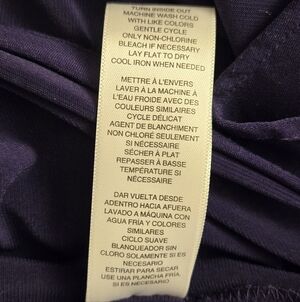 TURN INSIDE OUT
MACHINE WASH COLD
WITH LIKE COLORS
GENTLE CYCLE
ONLY NON-CHLORINE
BLEACH IF NECESSARY
LAY FLAT TO DRY
COOL IRON WHEN NEEDED
METTRE À L'ENVERS
LAVER À LA MACHINE À
L'EAU FROIDE AVEC DES
COULEURS SIMILAIRES
CYCLE DÉLICAT
AGENT DE BLANCHIMENT
NON CHLORÉ SEULEMENT
SI NÉCESSAIRE
SÉCHER À PLAT
REPASSER À BASSE
TEMPÉRATURE SI
NÉCESSAIRE
DAR VUELTA DESDE
ADENTRO HACIA AFUERA
LAVADO A MÁQUINA CON
AGUA FRÍA Y COLORES
SIMILARES
CICLO SUAVE
BLANQUEADOR SIN
CLORO SOLAMENTE SI ES
NECESARIO
ESTIRAR PARA SECAR
USE UNA PLANCHA FRÍA
SI ES NECESARIO